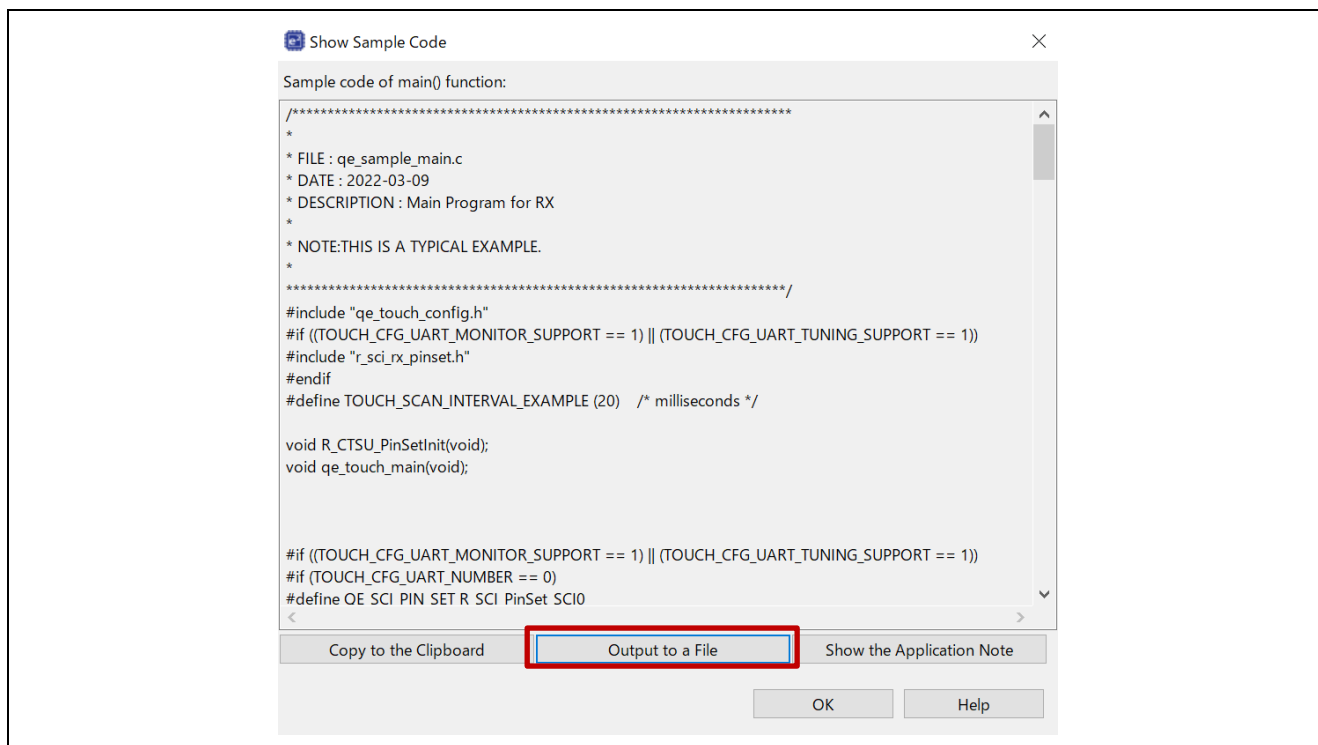 Show Sample Code
Sample code of main() function:
/***********************************************************************
*
* FILE : qe_sample_main.c
* DATE : 2022-03-09
* DESCRIPTION : Main Program for RX
*
* NOTE:THIS IS A TYPICAL EXAMPLE.
*
***********************************************************************/
#include "qe_touch_config.h"
#if ((TOUCH_CFG_UART_MONITOR_SUPPORT == 1) || (TOUCH_CFG_UART_TUNING_SUPPORT == 1))
#include "r_sci_rx_pinset.h"
#endif
#define TOUCH_SCAN_INTERVAL_EXAMPLE (20)    /* milliseconds */
void R_CTSU_PinSetInit(void);
void qe_touch_main(void);
#if ((TOUCH_CFG_UART_MONITOR_SUPPORT == 1) || (TOUCH_CFG_UART_TUNING_SUPPORT == 1))
#if (TOUCH_CFG_UART_NUMBER == 0)
#define QE_SCI_PIN_SET R_SCI_PinSet_SCI0
Copy to the Clipboard
Output to a File
Show the Application Note
OK
Help